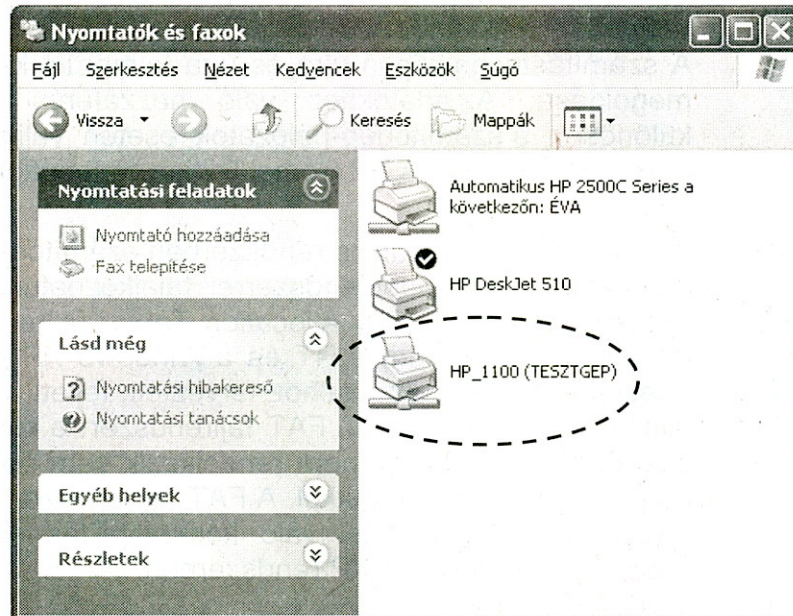 Nyomtatók és faxok
Fájl Szerkesztés Nézet Kedvencek Eszközök Súgó
Vissza Keresés Mappák
Nyomtatási feladatok
Nyomtató hozzáadása
Fax telepítése
Lásd még
Nyomtatási hibakereső
Nyomtatási tanácsok
Egyéb helyek
Részletek
Automatikus HP 2500C Series a
következőn: ÉVA
HP DeskJet 510
HP_1100 (TESZTGEP)